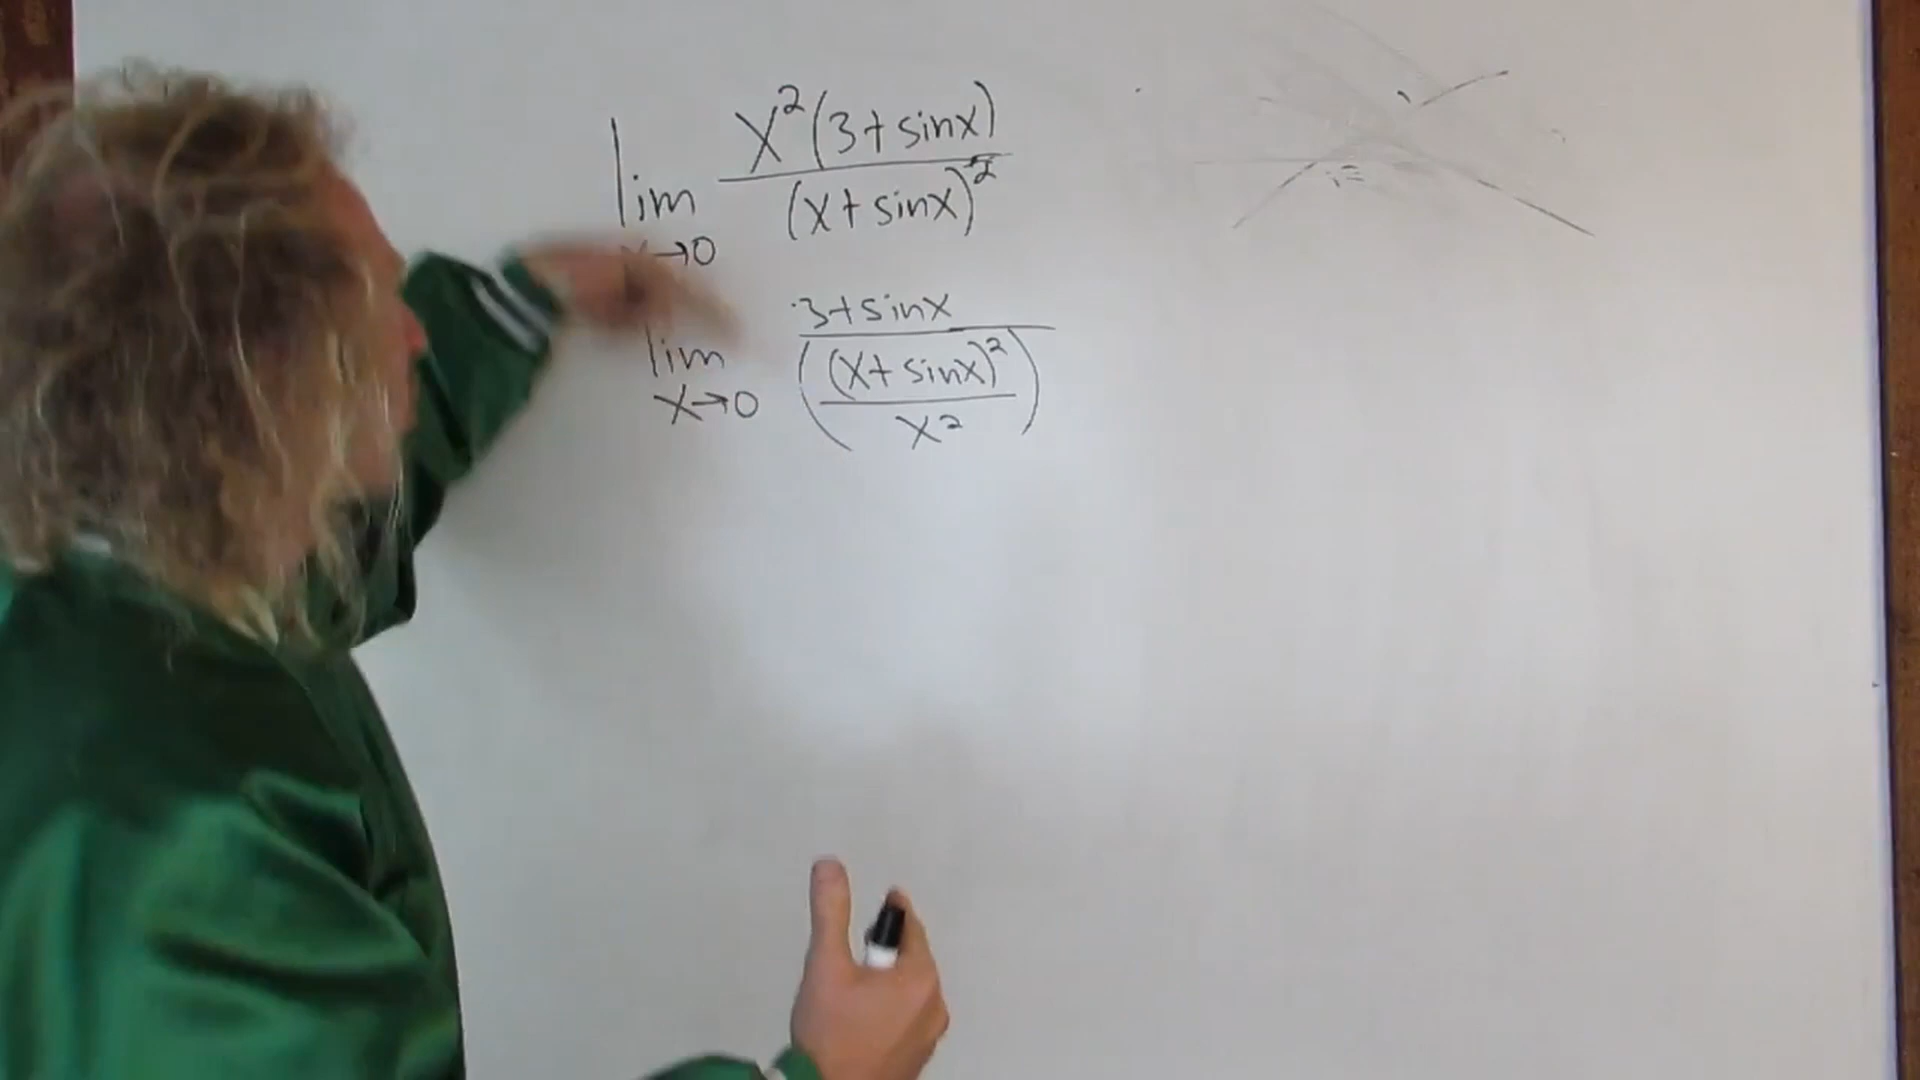 lim x→0 x²(3+sinx) / (x+sinx)²
lim x→0 3+sinx / ((x+sinx)² / x²)